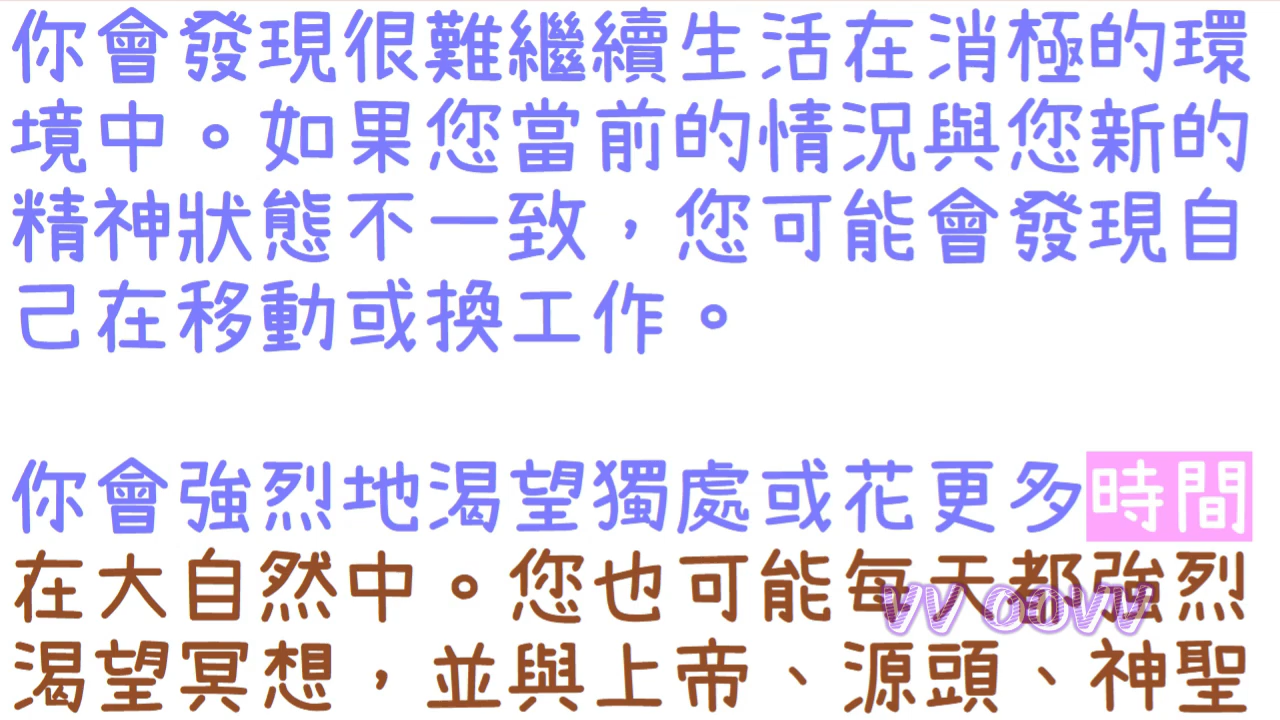 你會發現很難繼續生活在消極的環
境中。如果您當前的情況與您新的
精神狀態不一致，您可能會發現自
己在移動或換工作。
你會強烈地渴望獨處或花更多時間
在大自然中。您也可能每天都強烈
vv oovv
渴望冥想，並與上帝、源頭、神聖